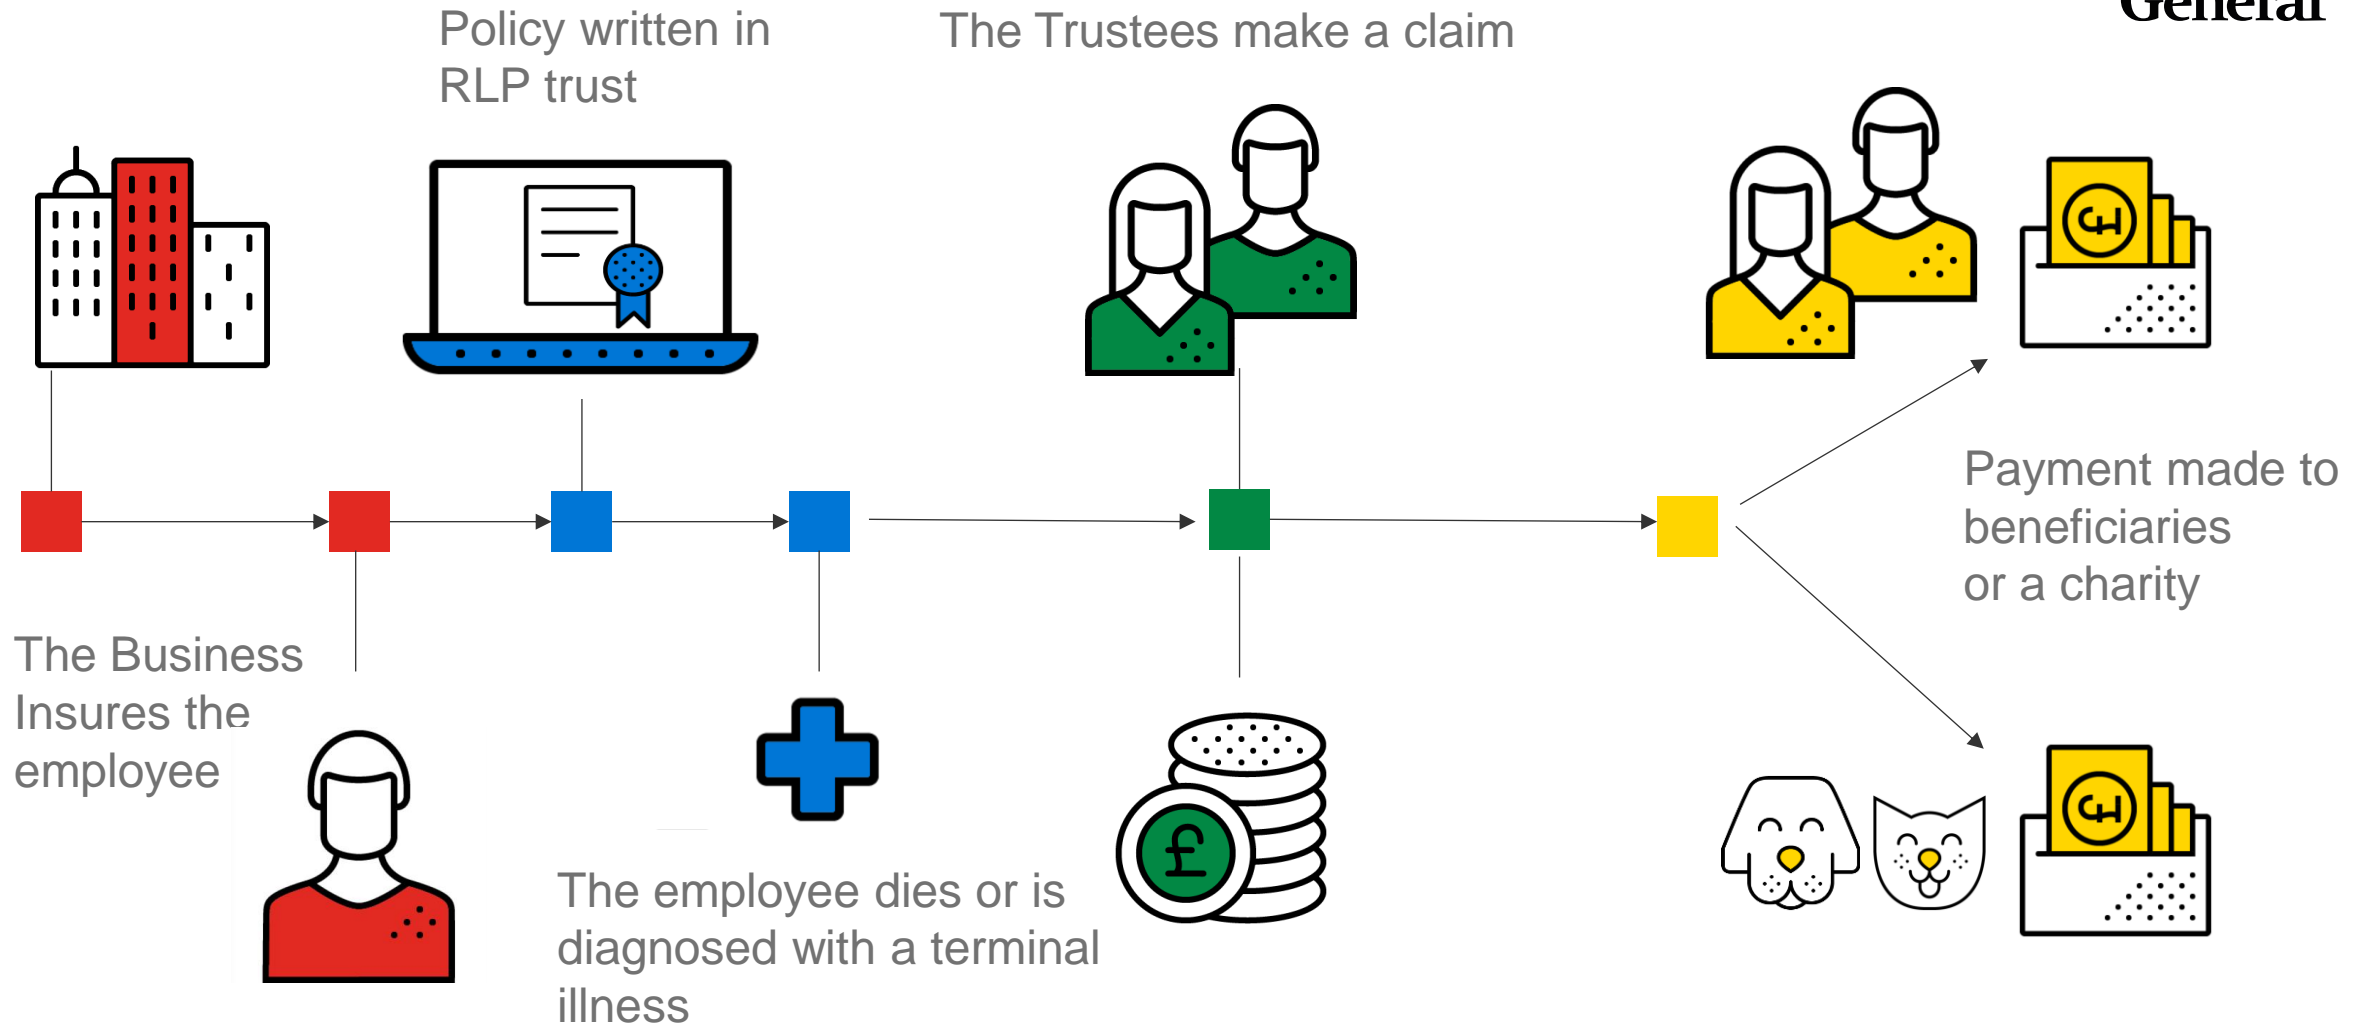 General
Policy written in
RLP trust
The Trustees make a claim
Payment made to
beneficiaries
or a charity
The Business
Insures the
employee
The employee dies or is
diagnosed with a terminal
illness
£